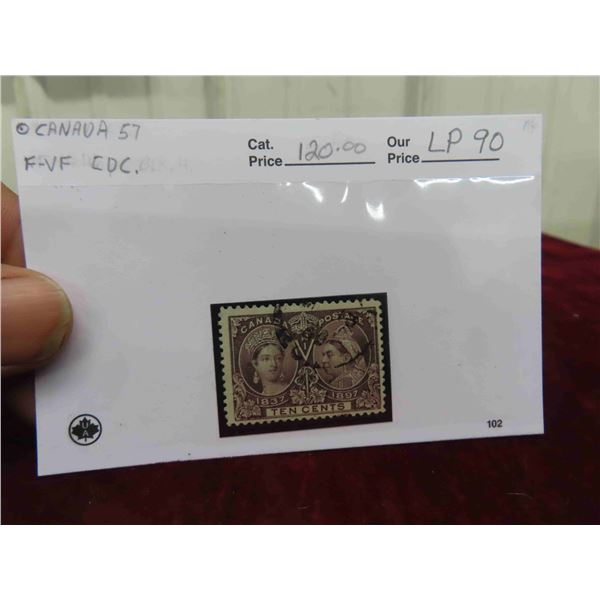 ⊙ CANADA 57
F-VF CDC.
Cat. Price 120.00
Our Price LP 90
CANADA POSTAGE
1837 1897
TEN CENTS
102